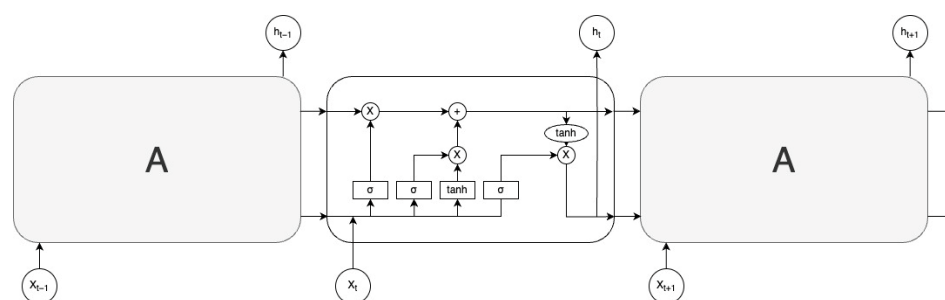 h_{t-1} h_t h_{t+1}
X + 
tanh
A X X A
σ σ tanh σ
X_{t-1} X_t X_{t+1}